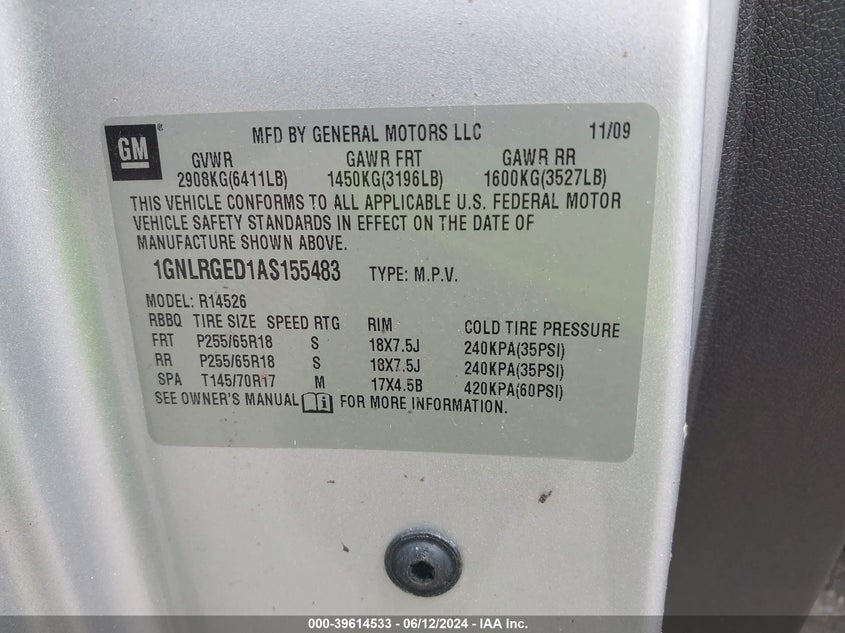 GM ® MFD BY GENERAL MOTORS LLC 11/09
GVWR GAWR FRT GAWR RR
2908KG(6411LB) 1450KG(3196LB) 1600KG(3527LB)
THIS VEHICLE CONFORMS TO ALL APPLICABLE U.S. FEDERAL MOTOR
VEHICLE SAFETY STANDARDS IN EFFECT ON THE DATE OF
MANUFACTURE SHOWN ABOVE.
1GNLRGED1AS155483 TYPE: M.P.V.
MODEL: R14526
RBBQ TIRE SIZE SPEED RTG RIM COLD TIRE PRESSURE
FRT P255/65R18 S 18X7.5J 240KPA(35PSI)
RR P255/65R18 S 18X7.5J 240KPA(35PSI)
SPA T145/70R17 M 17X4.5B 420KPA(60PSI)
SEE OWNER'S MANUAL i FOR MORE INFORMATION.
000-39614533 - 06/12/2024 - IAA Inc.